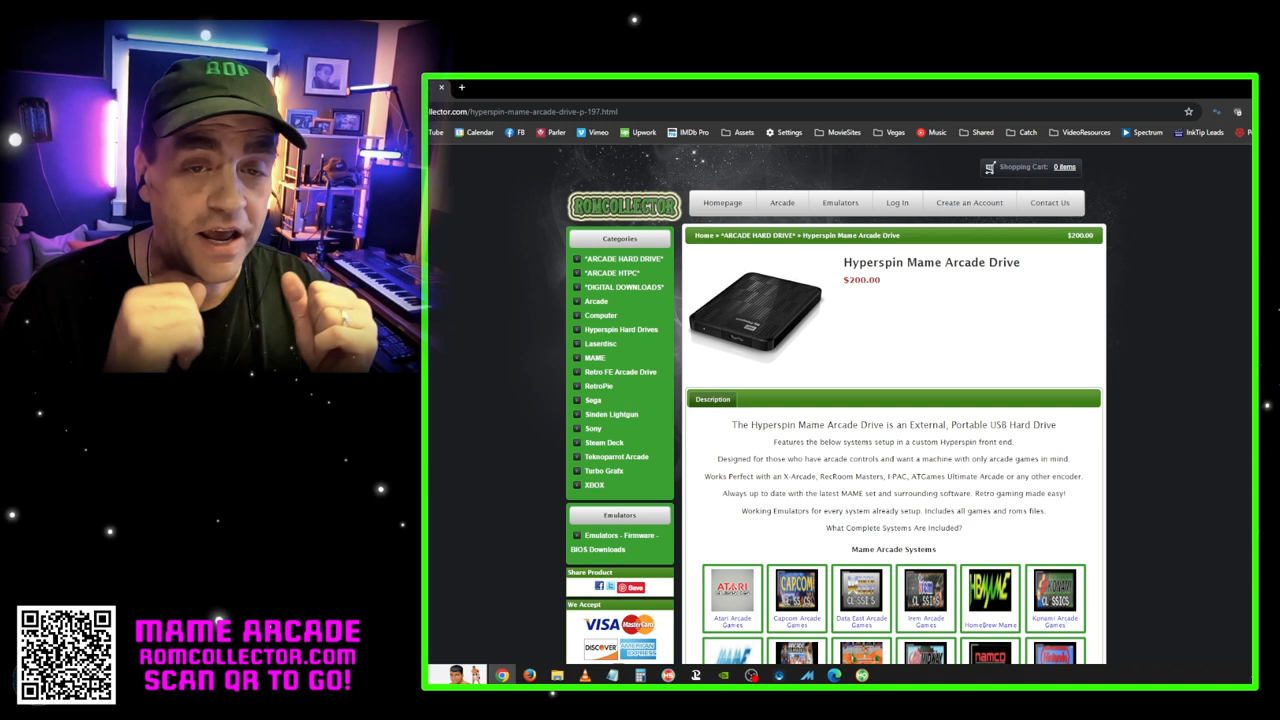 ROP
MAME ARCADE
ROMCOLLECTOR.COM
SCAN QR TO GO!
llector.com/hyperspin-mame-arcade-drive-p-197.html
Tube
Calendar
FB
Parler
Vimeo
Upwork
IMDb Pro
Assets
Settings
MovieSites
Vegas
Music
Shared
Catch
VideoResources
Spectrum
InkTip Leads
Shopping Cart: 0 items
ROMCOLLECTOR
Homepage
Arcade
Emulators
Log In
Create an Account
Contact Us
Categories
*ARCADE HARD DRIVE*
*ARCADE HTPC*
*DIGITAL DOWNLOADS*
Arcade
Computer
Hyperspin Hard Drives
Laserdisc
MAME
Retro FE Arcade Drive
RetroPie
Sega
Sinden Lightgun
Sony
Steam Deck
Teknoparrot Arcade
Turbo Grafx
XBOX
Emulators
Emulators - Firmware -
BIOS Downloads
Share Product
Save
We Accept
VISA MasterCard
DISCOVER AMERICAN EXPRESS
Home » *ARCADE HARD DRIVE* » Hyperspin Mame Arcade Drive
$200.00
Hyperspin Mame Arcade Drive
$200.00
Description
The Hyperspin Mame Arcade Drive is an External, Portable USB Hard Drive
Features the below systems setup in a custom Hyperspin front end.
Designed for those who have arcade controls and want a machine with only arcade games in mind.
Works Perfect with an X-Arcade, RecRoom Masters, I-PAC, ATGames Ultimate Arcade or any other encoder.
Always up to date with the latest MAME set and surrounding software. Retro gaming made easy!
Working Emulators for every system already setup. Includes all games and roms files.
What Complete Systems Are Included?
Mame Arcade Systems
ATARI
CAPCOM
CLASSICS
HBMAME
KONAMI
CLASSICS
Atari Arcade
Games
Capcom Arcade
Games
Data East Arcade
Games
Irem Arcade
Games
HomeBrew Mame
Konami Arcade
Games
MAME
namco